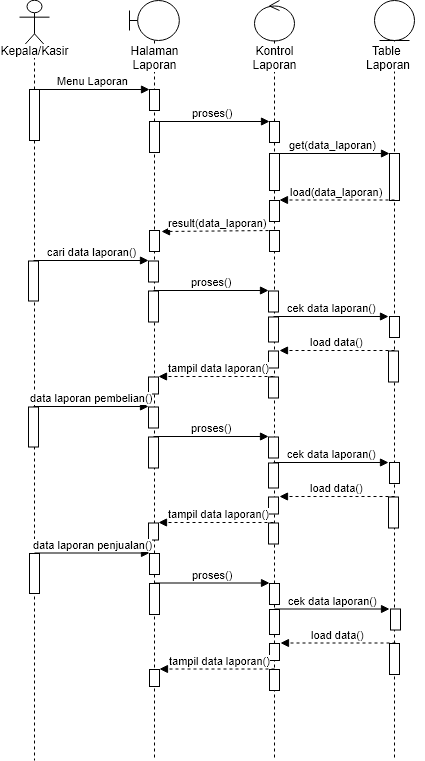 Kepala/Kasir
Halaman
Laporan
Kontrol
Laporan
Table
Laporan
Menu Laporan
proses()
get(data_laporan)
load(data_laporan)
result(data_laporan)
cari data laporan()
proses()
cek data laporan()
load data()
tampil data laporan()
data laporan pembelian()
proses()
cek data laporan()
load data()
tampil data laporan()
data laporan penjualan()
proses()
cek data laporan()
load data()
tampil data laporan()